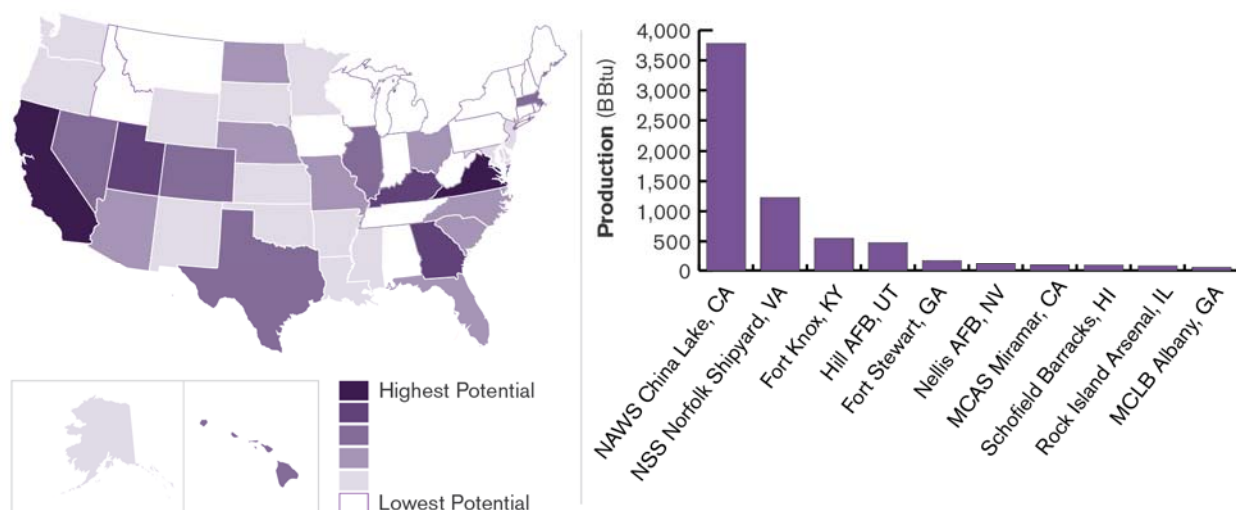 Highest Potential
Lowest Potential
Production (BBtu)
4,000
3,500
3,000
2,500
2,000
1,500
1,000
500
0
NAWS China Lake, CA
NSS Norfolk Shipyard, VA
Fort Knox, KY
Hill AFB, UT
Fort Stewart, GA
Nellis AFB, NV
MCAS Miramar, CA
Schofield Barracks, HI
Rock Island Arsenal, IL
MCLB Albany, GA